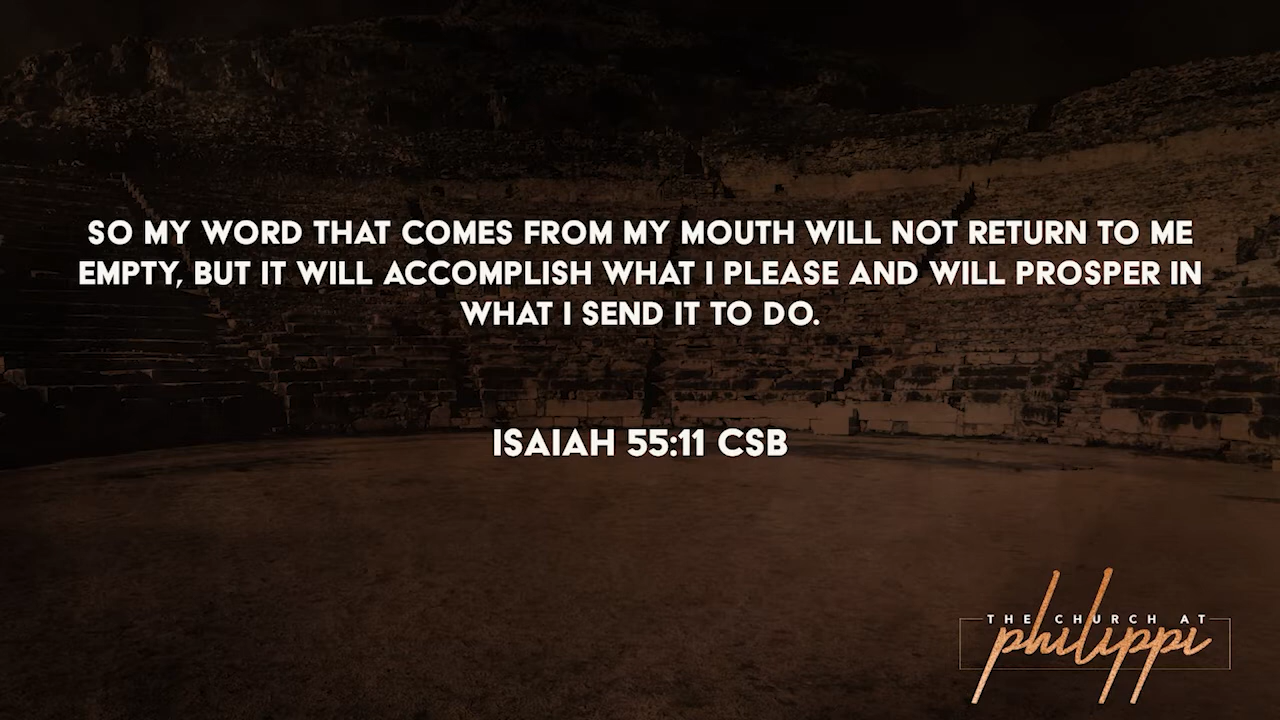 SO MY WORD THAT COMES FROM MY MOUTH WILL NOT RETURN TO ME
EMPTY, BUT IT WILL ACCOMPLISH WHAT I PLEASE AND WILL PROSPER IN
WHAT I SEND IT TO DO.
ISAIAH 55:11 CSB
THE CHURCH AT
philippi